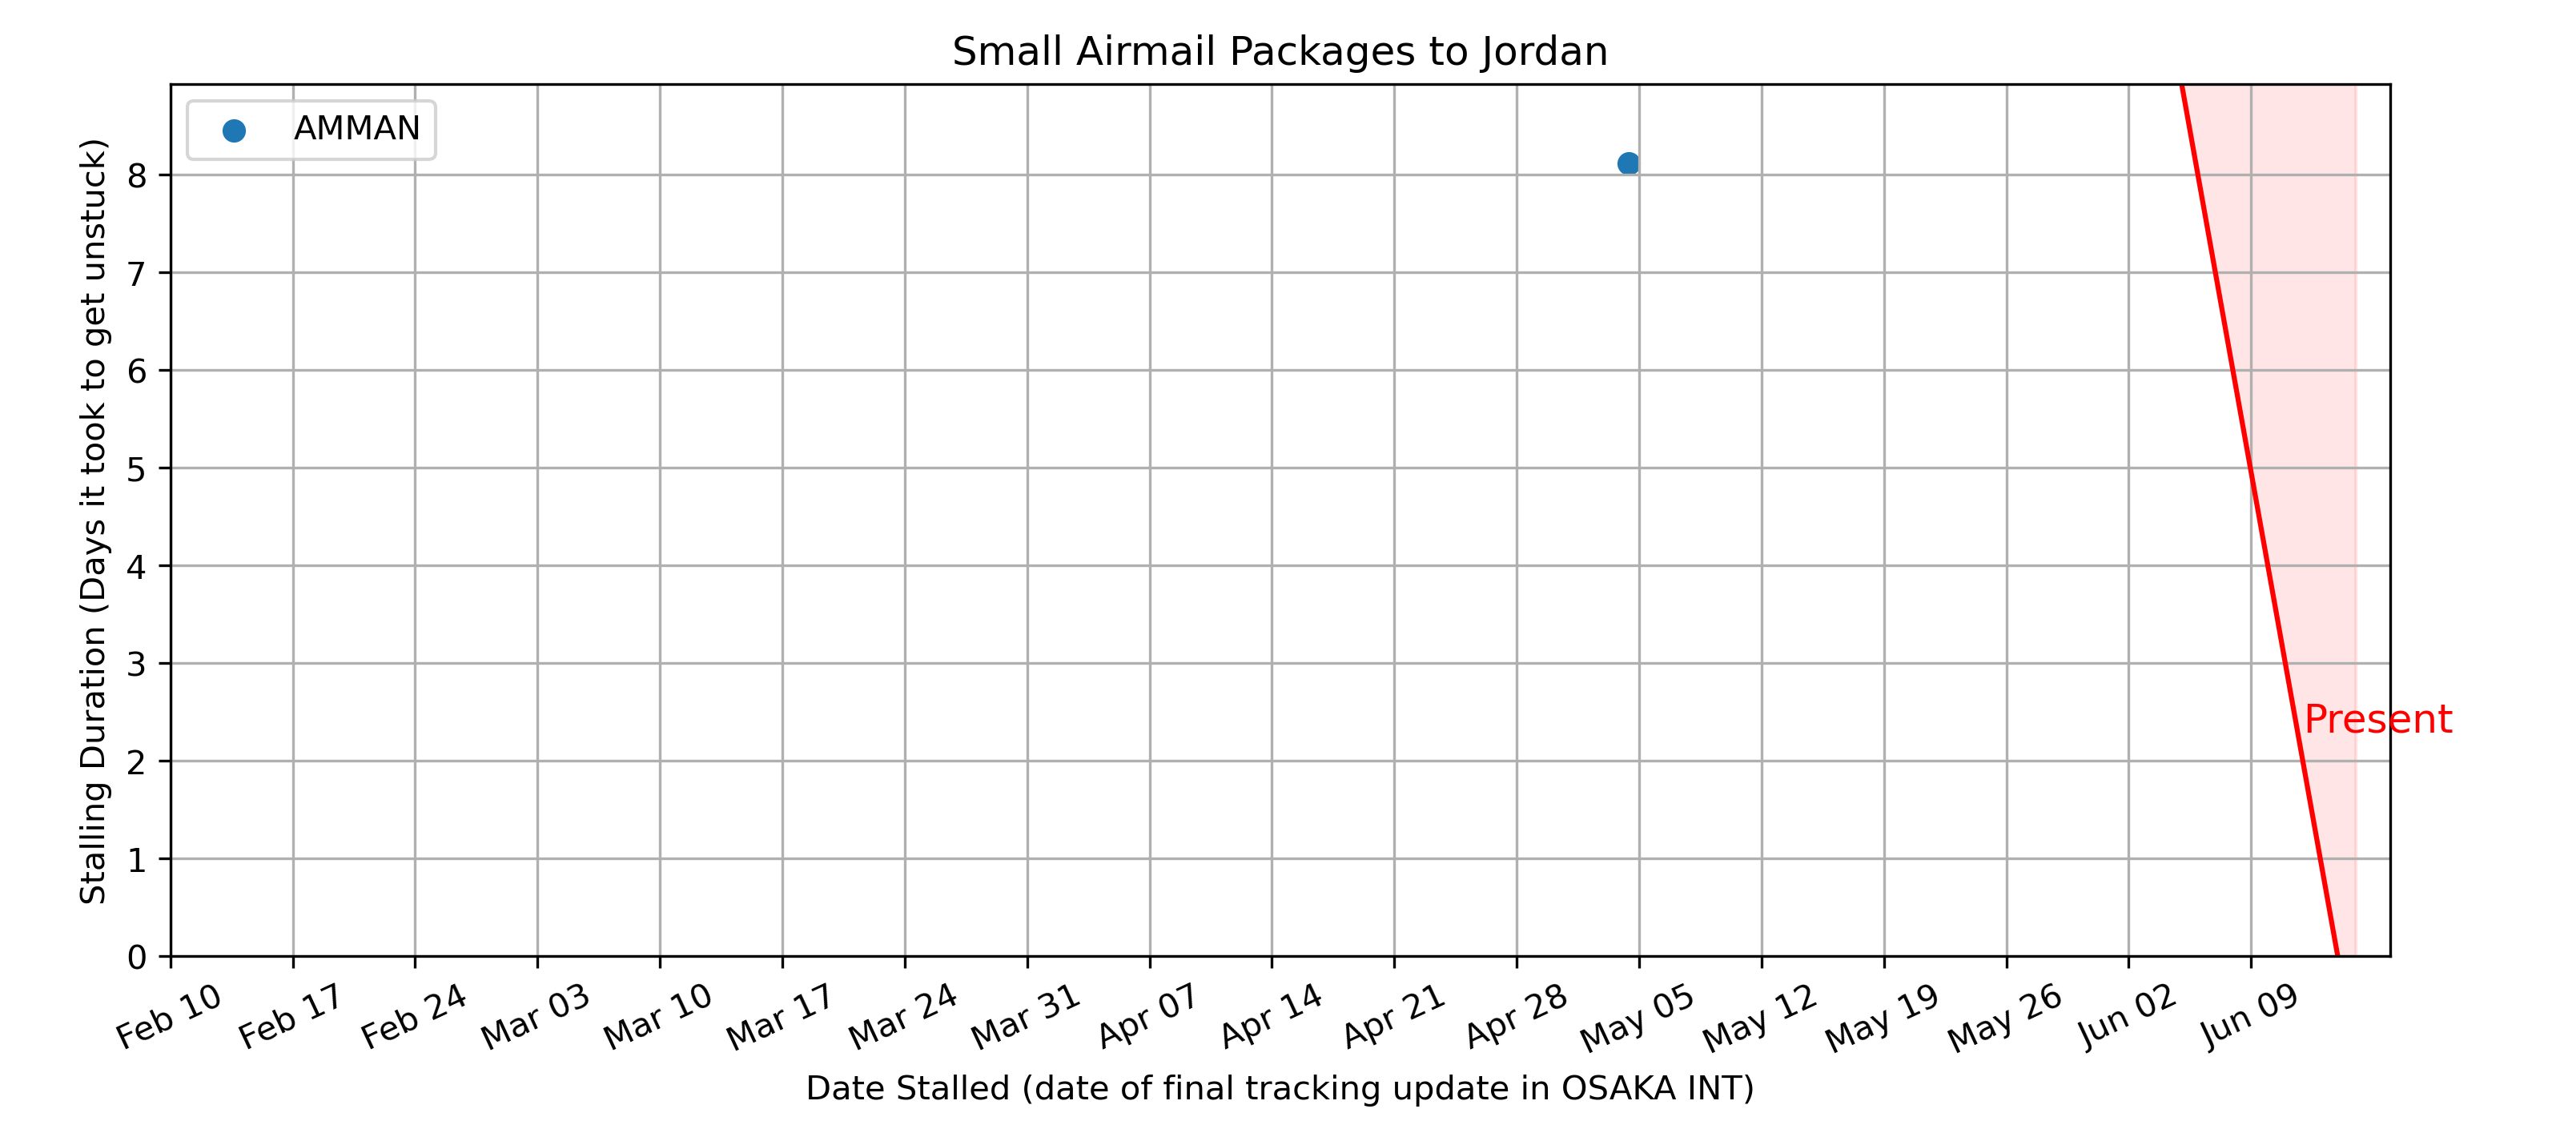 Small Airmail Packages to Jordan
AMMAN
Stalling Duration (Days it took to get unstuck)
8
7
6
5
4
3
2
1
0
Present
Feb 10
Feb 17
Feb 24
Mar 03
Mar 10
Mar 17
Mar 24
Mar 31
Apr 07
Apr 14
Apr 21
Apr 28
May 05
May 12
May 19
May 26
Jun 02
Jun 09
Date Stalled (date of final tracking update in OSAKA INT)